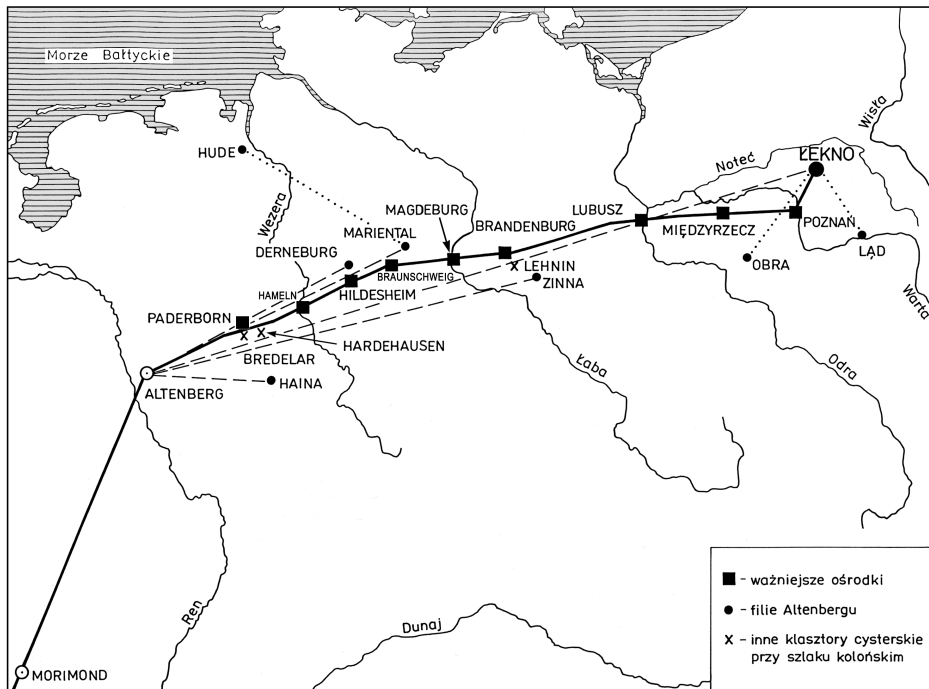 Morze Bałtyckie
Wisła
HUDE
Noteć
ŁEKNO
Wezera
MAGDEBURG
BRANDENBURG
LUBUSZ
POZNAŃ
MIĘDZYRZECZ
MARIENTAL
DERNEBURG
LĄD
OBRA
LEHNIN
BRAUNSCHWEIG
ZINNA
HAMELN
HILDESHEIM
Warta
PADERBORN
HARDEHAUSEN
BREDELAR
Łaba
Odra
HAINA
ALTENBERG
Ren
Dunaj
MORIMOND
- ważniejsze ośrodki
- filie Altenbergu
x - inne klasztory cysterskie
przy szlaku kolońskim